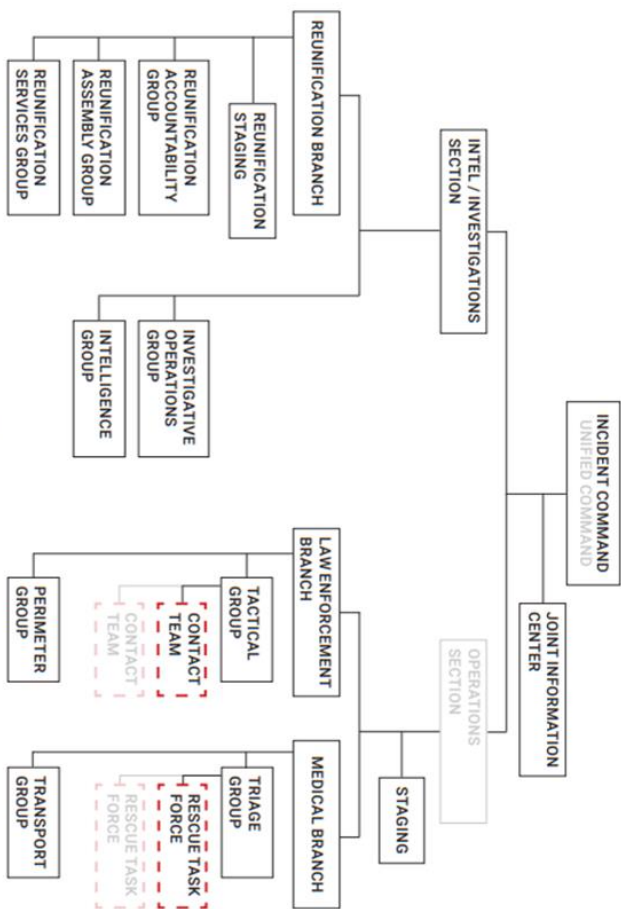 INCIDENT COMMAND
UNIFIED COMMAND
JOINT INFORMATION
CENTER
INTEL / INVESTIGATIONS
SECTION
OPERATIONS
SECTION
STAGING
REUNIFICATION BRANCH
REUNIFICATION
STAGING
REUNIFICATION
ACCOUNTABILITY
GROUP
REUNIFICATION
ASSEMBLY GROUP
REUNIFICATION
SERVICES GROUP
INVESTIGATIVE
OPERATIONS
GROUP
INTELLIGENCE
GROUP
LAW ENFORCEMENT
BRANCH
TACTICAL
GROUP
CONTACT
TEAM
CONTACT
TEAM
PERIMETER
GROUP
MEDICAL BRANCH
TRIAGE
GROUP
RESCUE TASK
FORCE
RESCUE TASK
FORCE
TRANSPORT
GROUP